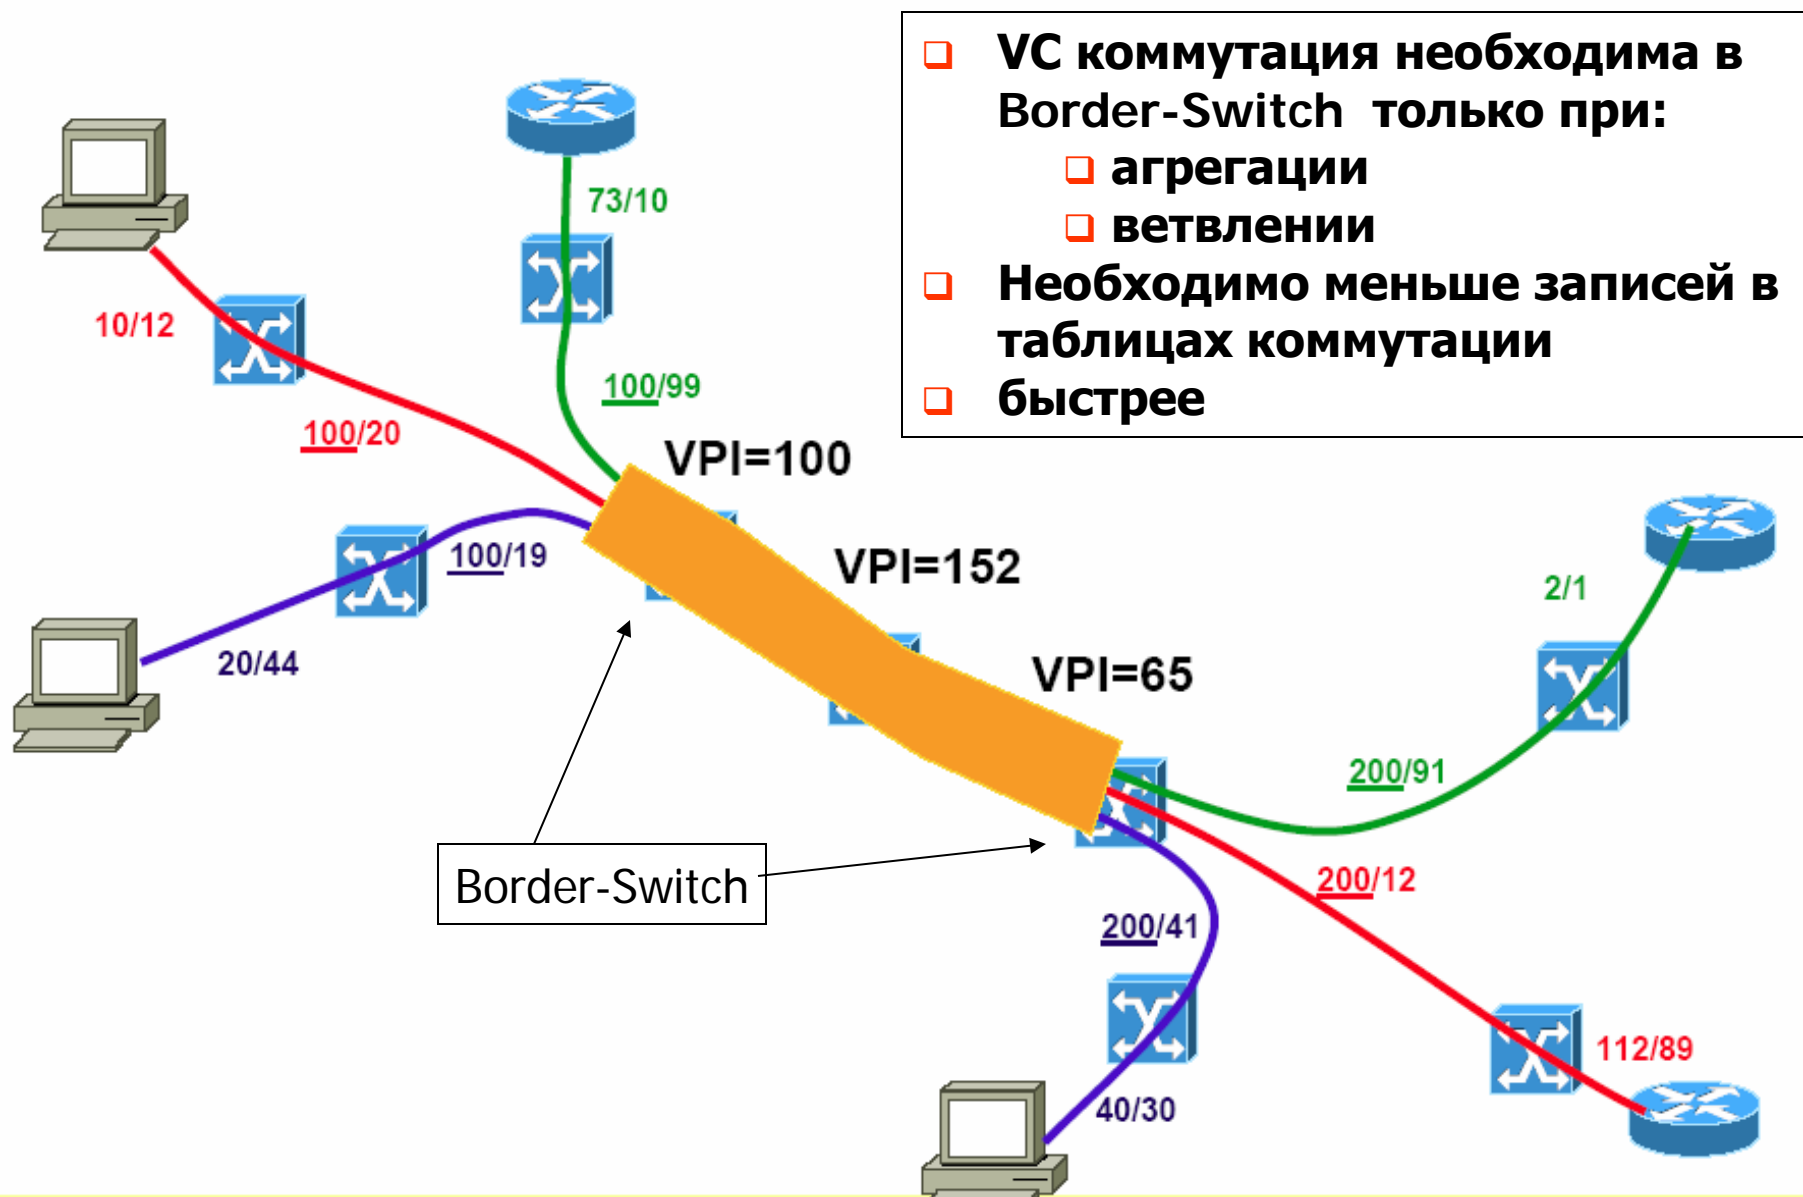 VC коммутация необходима в
Border-Switch только при:
агрегации
ветвлении
Необходимо меньше записей в
таблицах коммутации
быстрее
73/10
10/12
100/99
100/20
VPI=100
100/19
VPI=152
2/1
20/44
VPI=65
200/91
Border-Switch
200/12
200/41
112/89
40/30